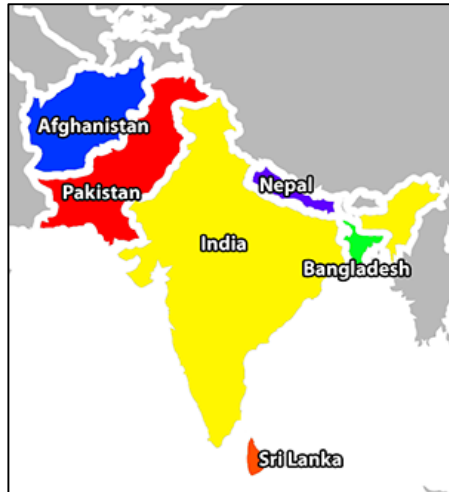 Afghanistan
Pakistan
Nepal
India
Bangladesh
Sri Lanka